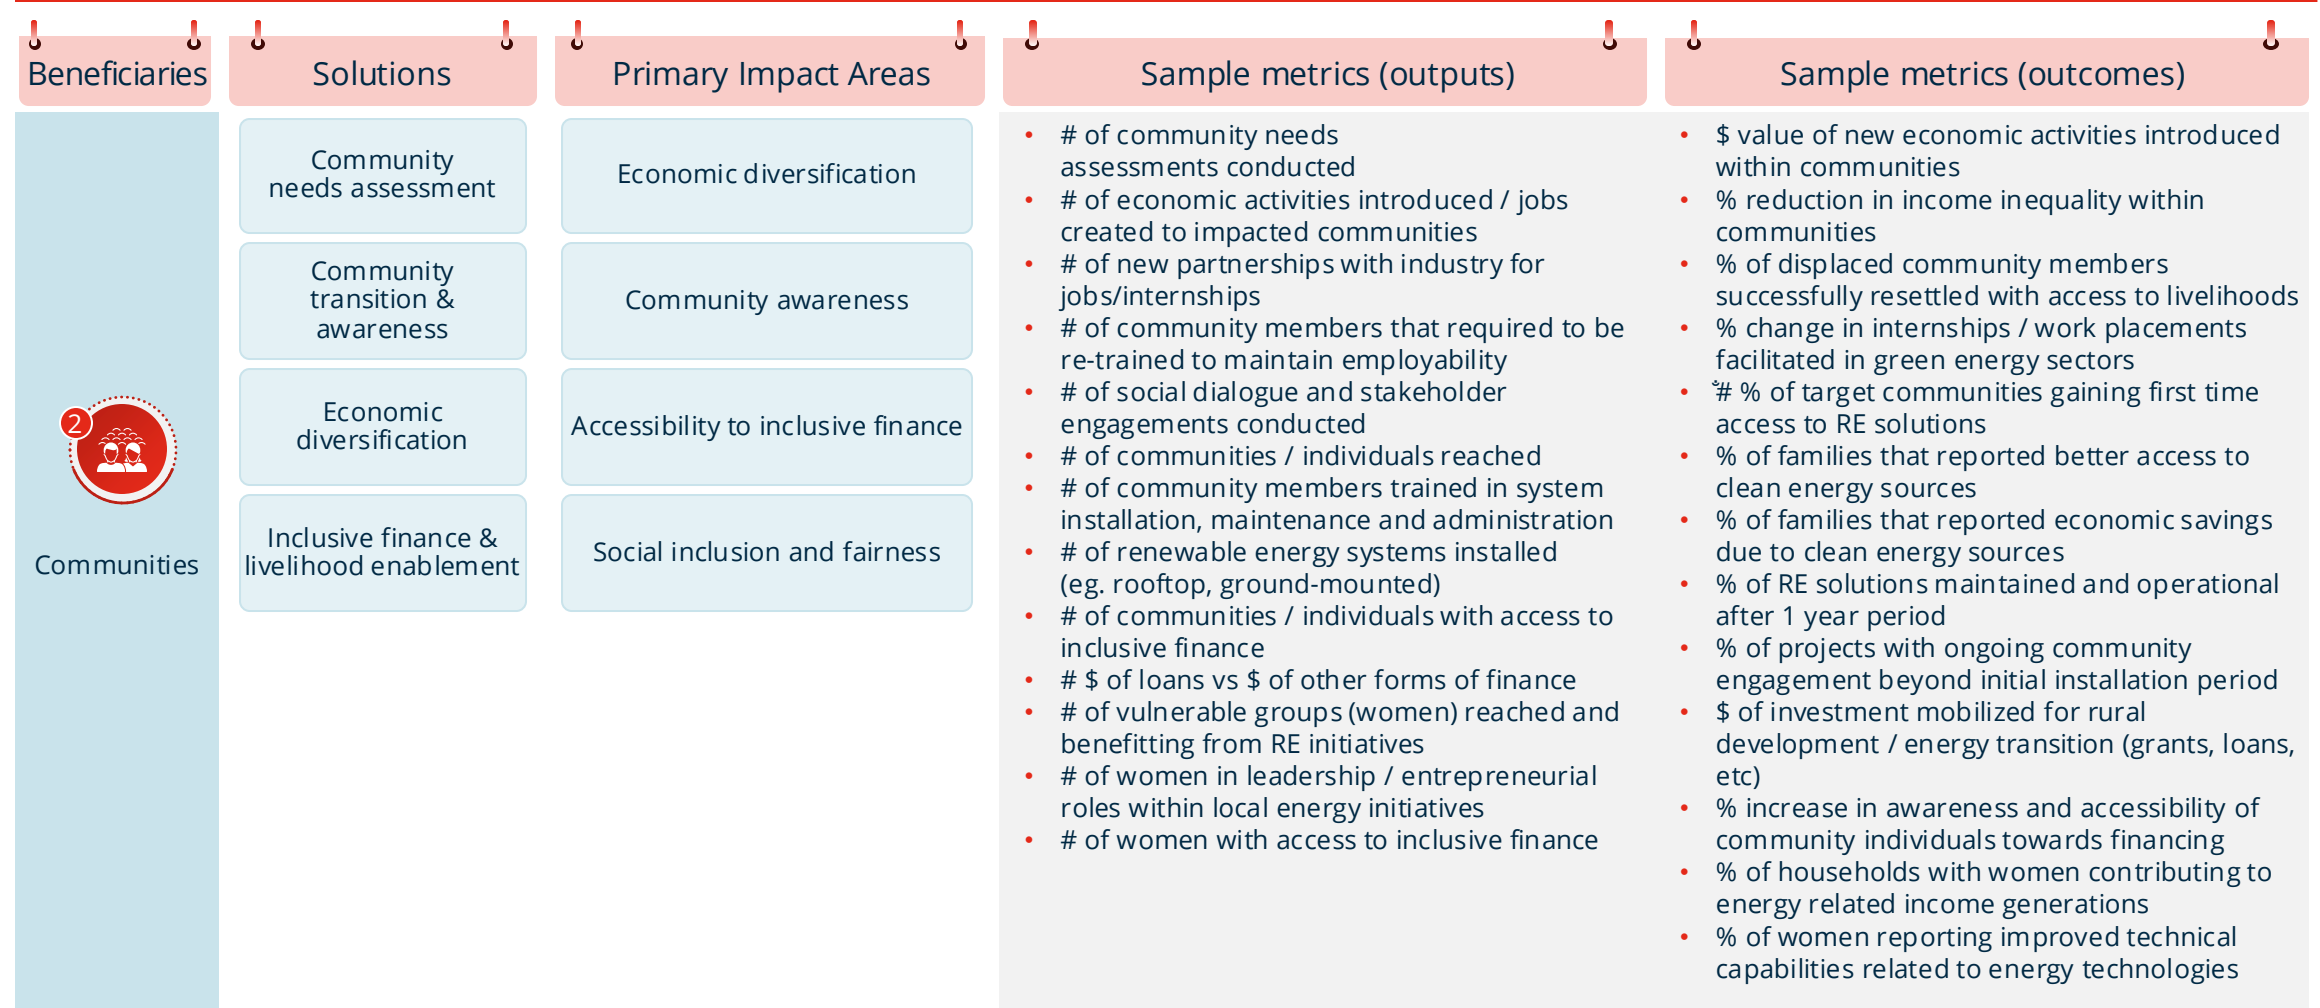 Beneficiaries
Solutions
Primary Impact Areas
Sample metrics (outputs)
Sample metrics (outcomes)
2
Communities
Community
needs assessment
Community
transition &
awareness
Economic
diversification
Inclusive finance &
livelihood enablement
Economic diversification
Community awareness
Accessibility to inclusive finance
Social inclusion and fairness
• # of community needs
assessments conducted
• # of economic activities introduced / jobs
created to impacted communities
• # of new partnerships with industry for
jobs/internships
• # of community members that required to be
re-trained to maintain employability
• # of social dialogue and stakeholder
engagements conducted
• # of communities / individuals reached
• # of community members trained in system
installation, maintenance and administration
• # of renewable energy systems installed
(eg. rooftop, ground-mounted)
• # of communities / individuals with access to
inclusive finance
• # $ of loans vs $ of other forms of finance
• # of vulnerable groups (women) reached and
benefitting from RE initiatives
• # of women in leadership / entrepreneurial
roles within local energy initiatives
• # of women with access to inclusive finance
• $ value of new economic activities introduced
within communities
• % reduction in income inequality within
communities
• % of displaced community members
successfully resettled with access to livelihoods
• % change in internships / work placements
facilitated in green energy sectors
• # % of target communities gaining first time
access to RE solutions
• % of families that reported better access to
clean energy sources
• % of families that reported economic savings
due to clean energy sources
• % of RE solutions maintained and operational
after 1 year period
• % of projects with ongoing community
engagement beyond initial installation period
• $ of investment mobilized for rural
development / energy transition (grants, loans,
etc)
• % increase in awareness and accessibility of
community individuals towards financing
• % of households with women contributing to
energy related income generations
• % of women reporting improved technical
capabilities related to energy technologies